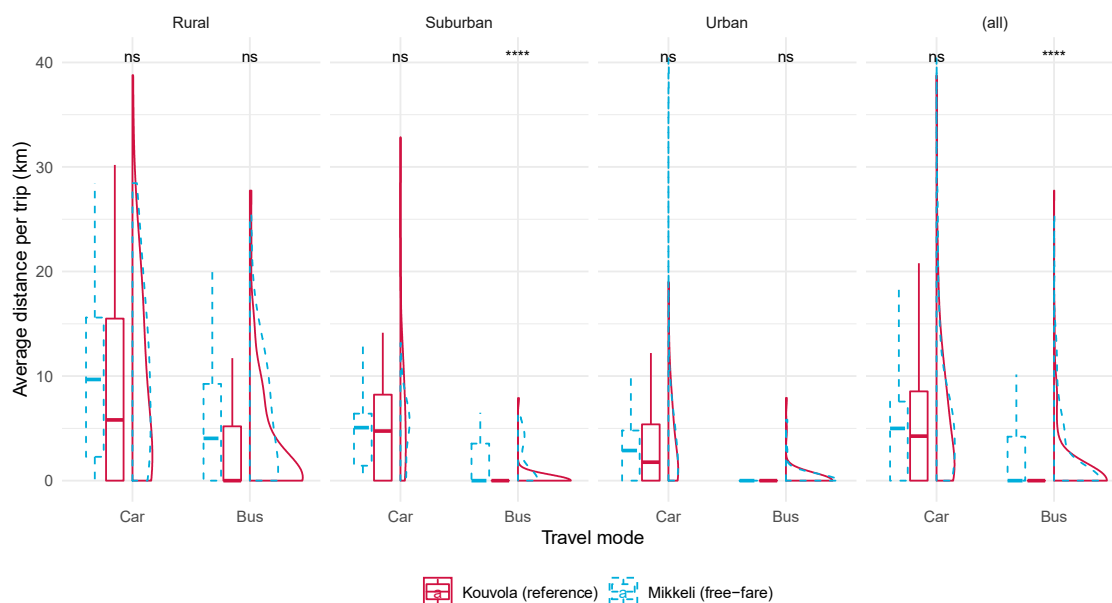 Rural Suburban Urban (all)
ns ns ns **** ns ns ns ****
40
30
20
10
0
Average distance per trip (km)
Car Bus Car Bus Car Bus Car Bus
Travel mode
a Kouvola (reference) a Mikkeli (free−fare)